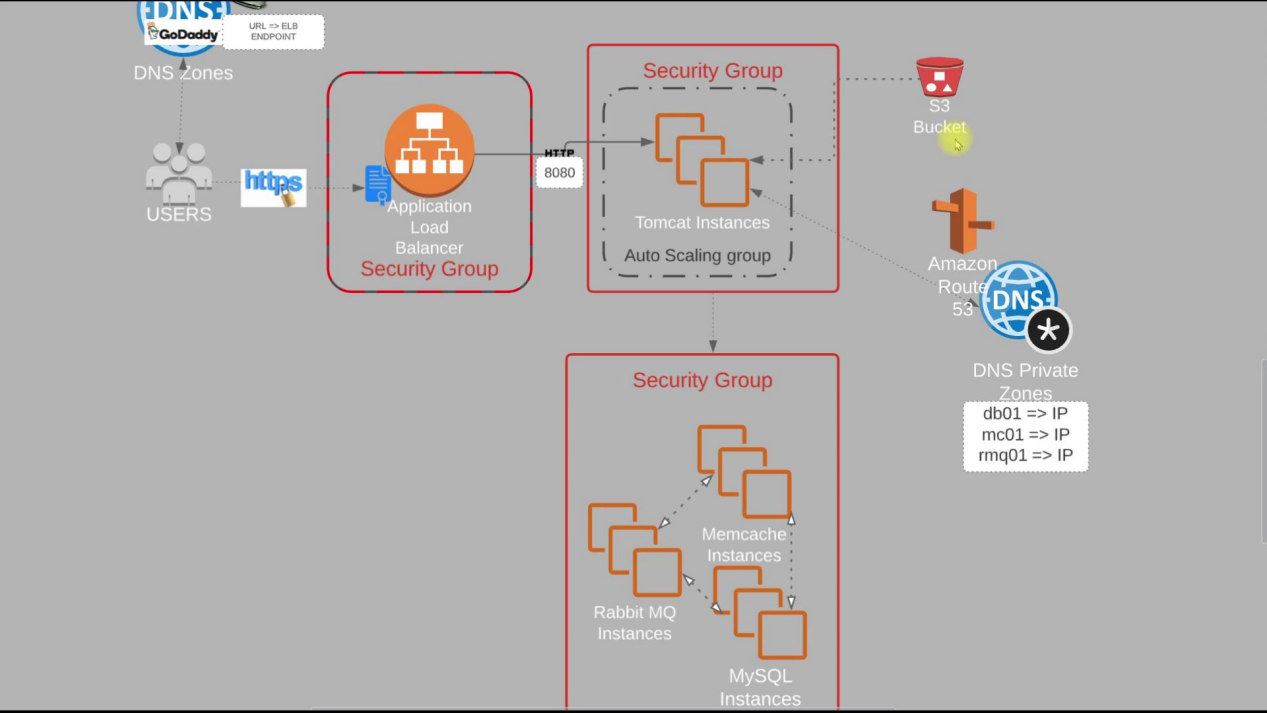 DNS
GoDaddy
URL => ELB
ENDPOINT
DNS Zones
USERS
https
Application
Load
Balancer
Security Group
HTTP
8080
Security Group
Tomcat Instances
Auto Scaling group
S3
Bucket
Amazon
Route
53
DNS
*
DNS Private
Zones
db01 => IP
mc01 => IP
rmq01 => IP
Security Group
Memcache
Instances
Rabbit MQ
Instances
MySQL
Instances